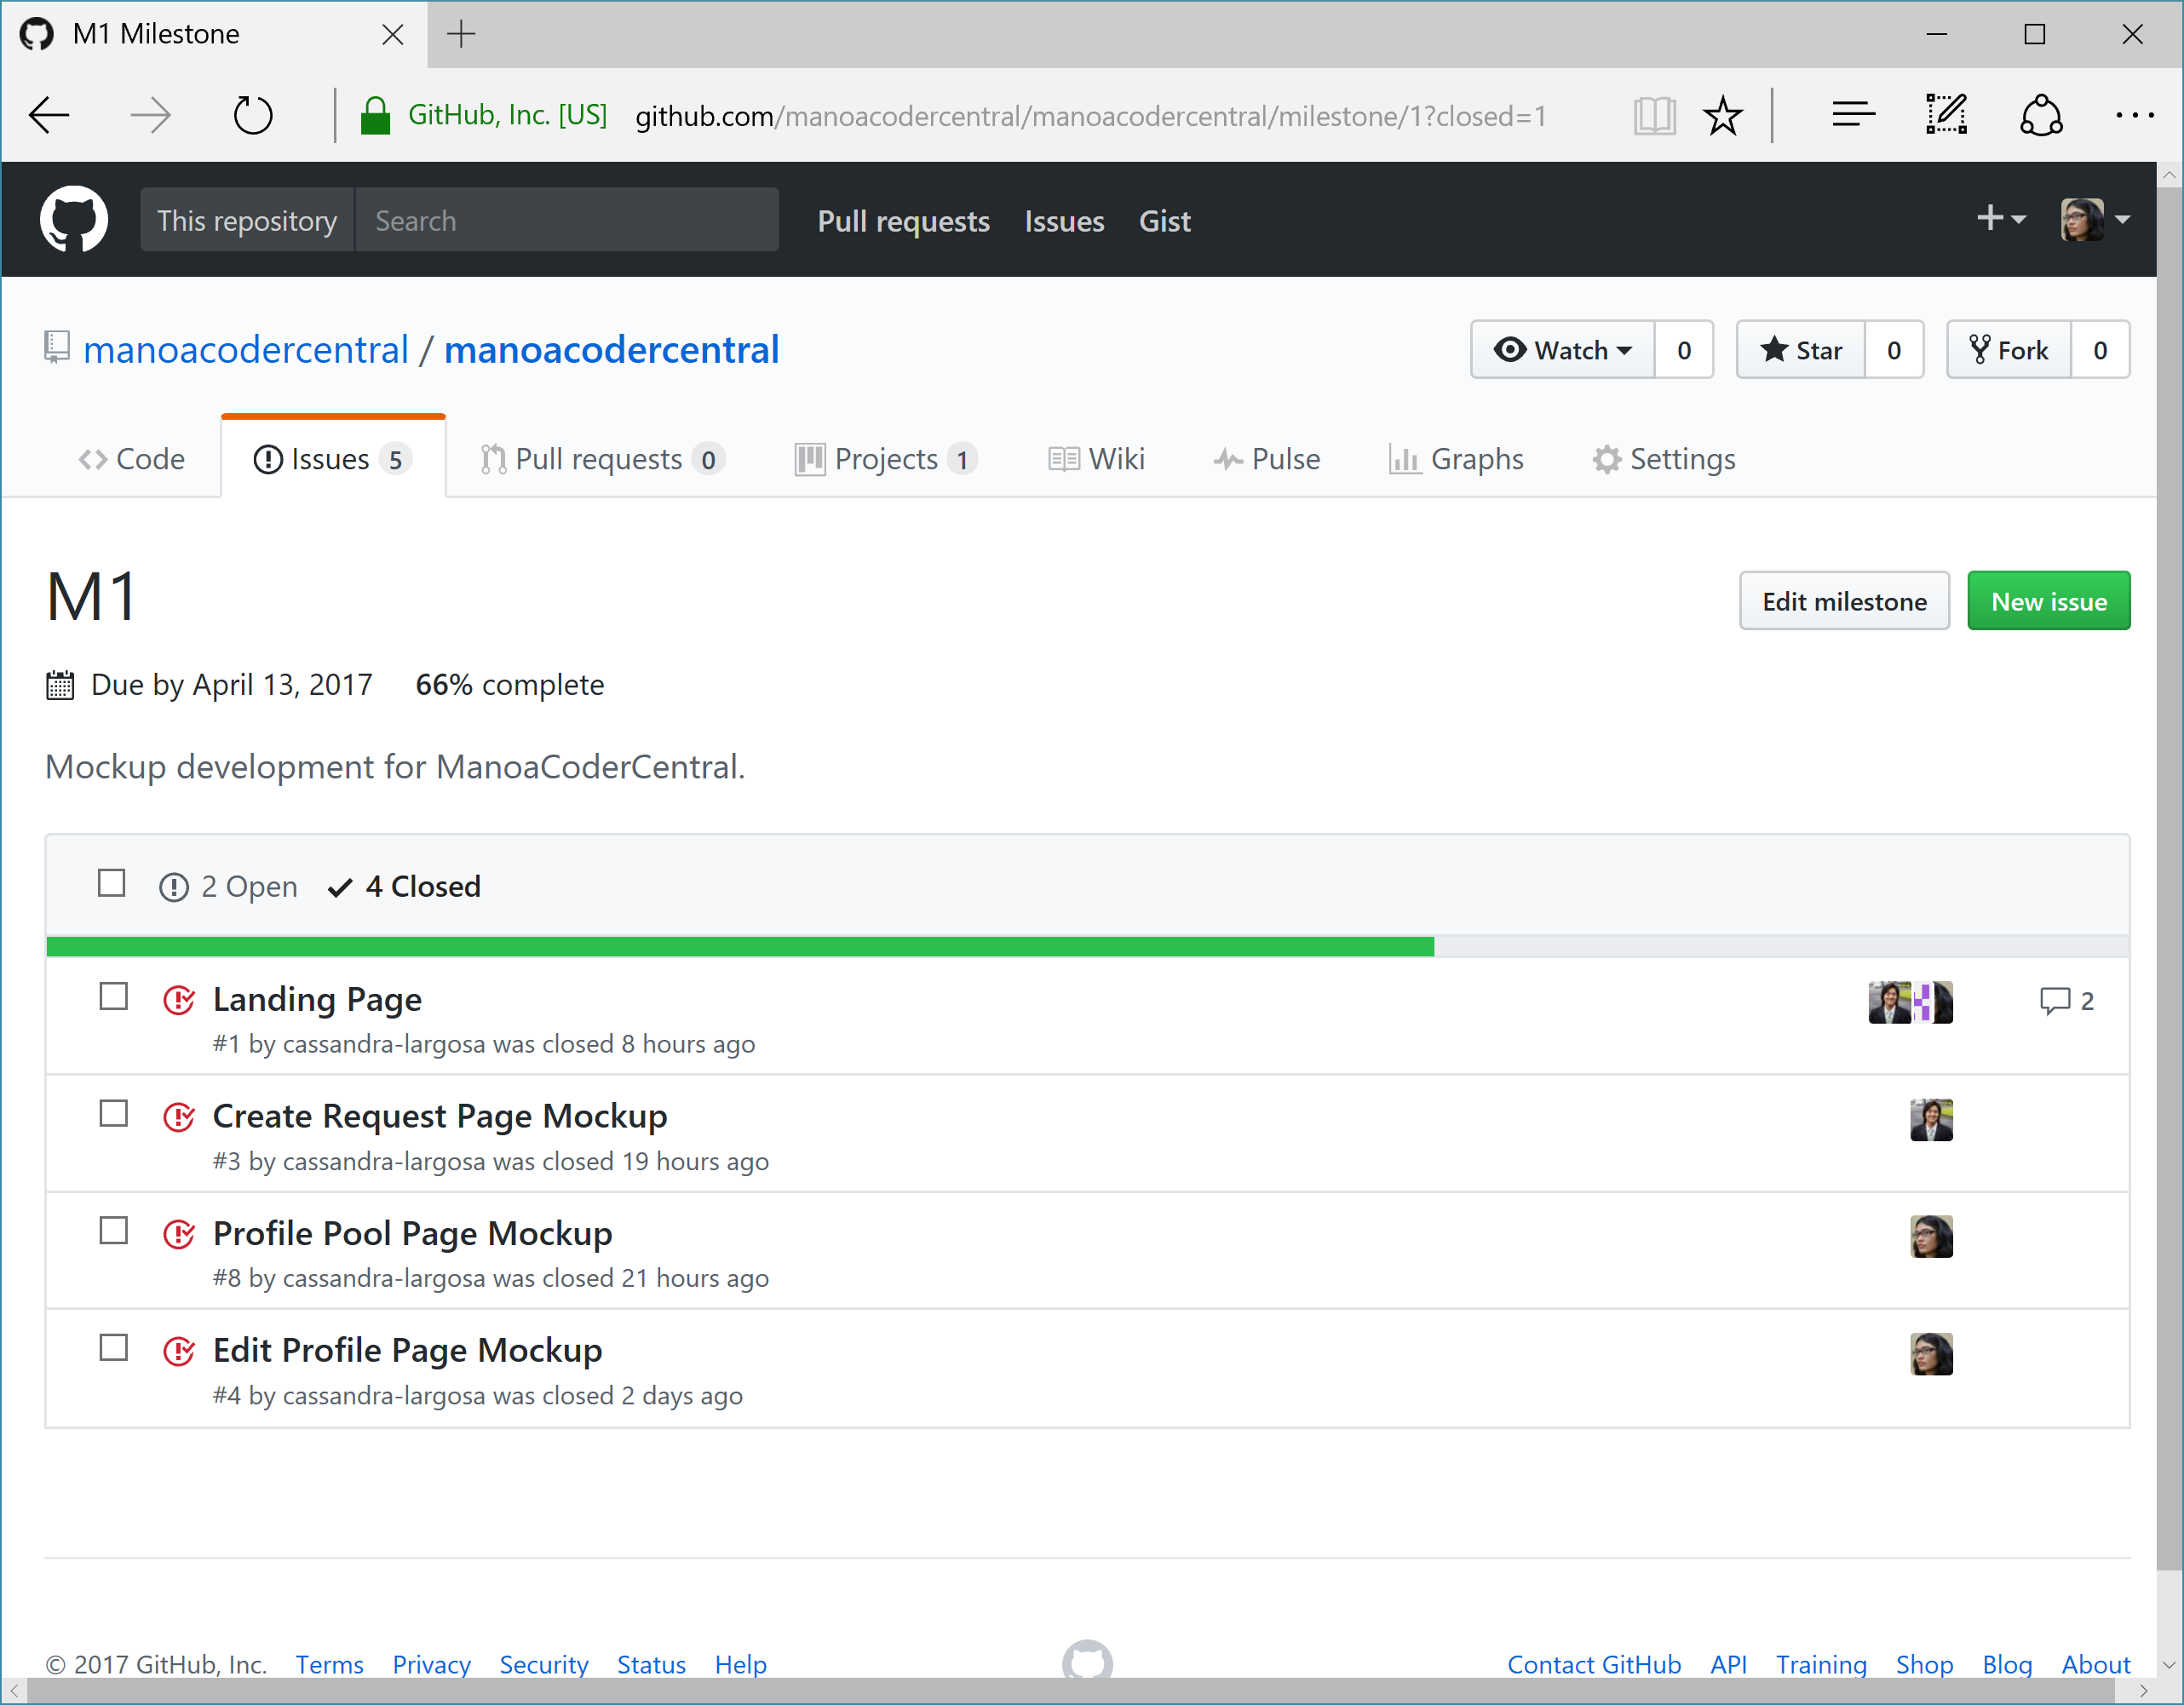 M1 Milestone
GitHub, Inc. [US] github.com/manoacodercentral/manoacodercentral/milestone/1?closed=1
This repository Search Pull requests Issues Gist
manoacodercentral / manoacodercentral Watch 0 Star 0 Fork 0
Code Issues 5 Pull requests 0 Projects 1 Wiki Pulse Graphs Settings
M1 Edit milestone New issue
Due by April 13, 2017 66% complete
Mockup development for ManoaCoderCentral.
2 Open 4 Closed
Landing Page 2
#1 by cassandra-largosa was closed 8 hours ago
Create Request Page Mockup
#3 by cassandra-largosa was closed 19 hours ago
Profile Pool Page Mockup
#8 by cassandra-largosa was closed 21 hours ago
Edit Profile Page Mockup
#4 by cassandra-largosa was closed 2 days ago
© 2017 GitHub, Inc. Terms Privacy Security Status Help Contact GitHub API Training Shop Blog About